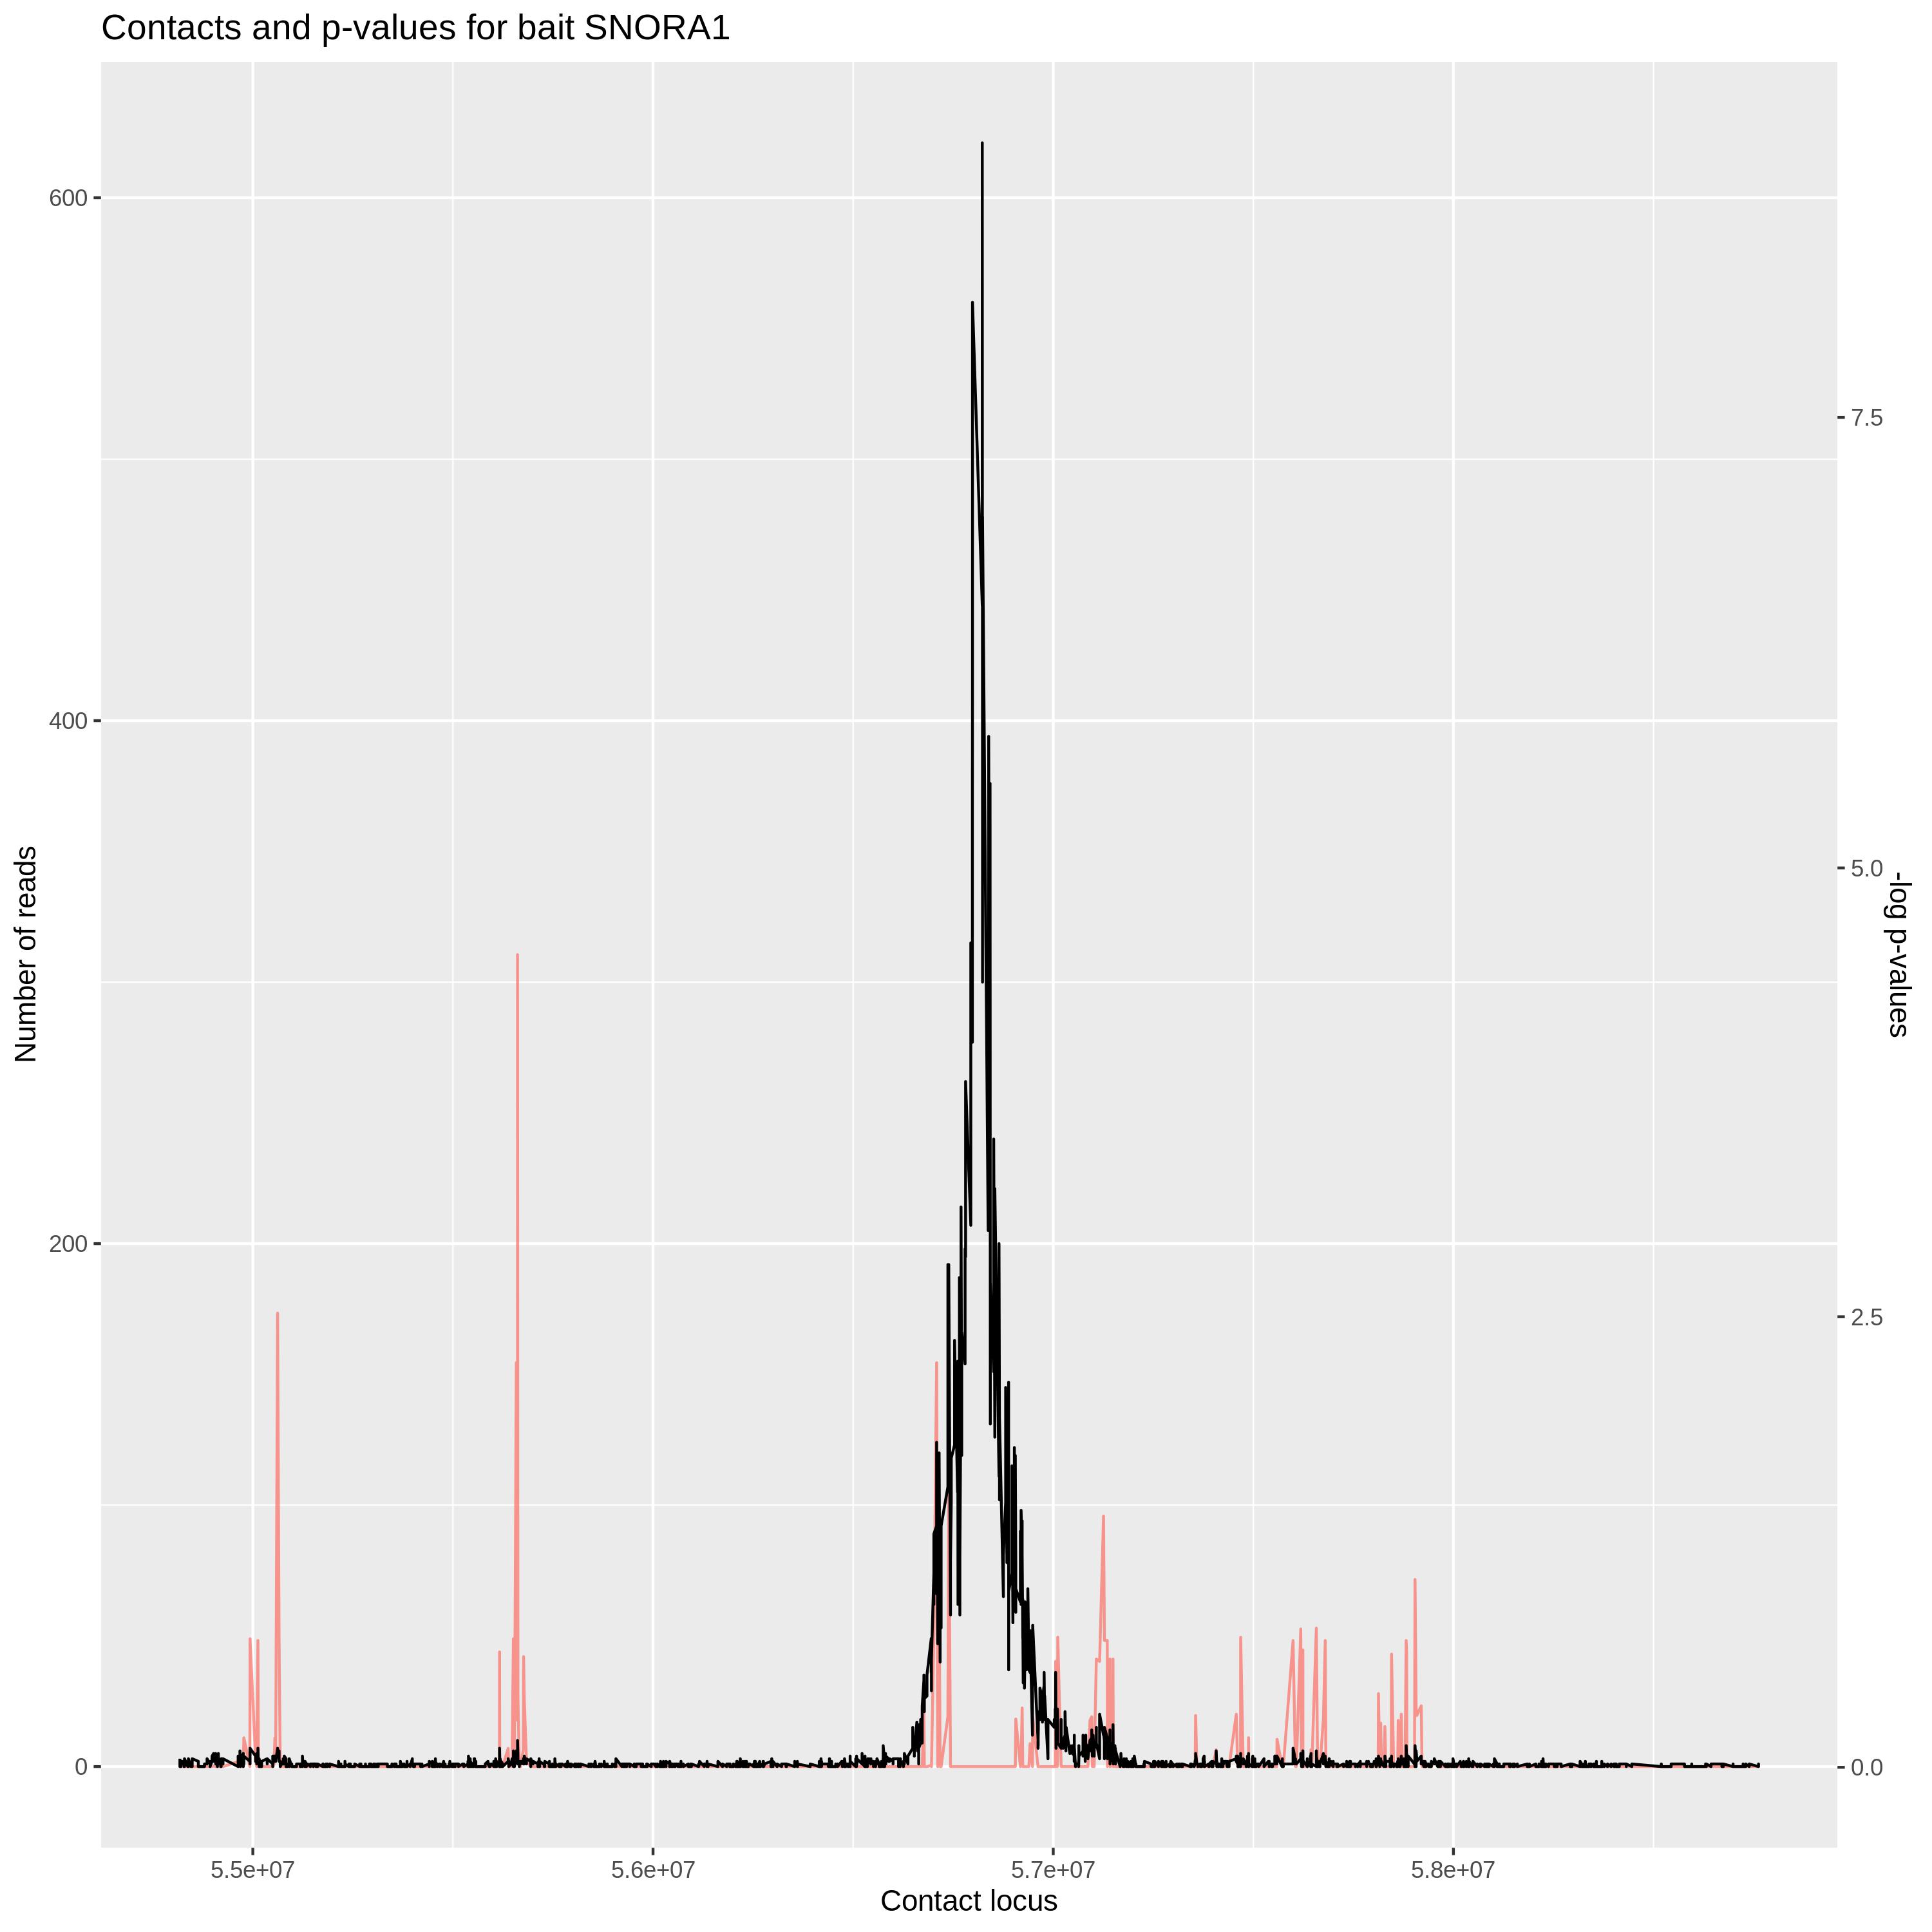 Contacts and p-values for bait SNORA1
600
400
200
0
7.5
5.0
2.5
0.0
Number of reads
-log p-values
5.5e+07
5.6e+07
5.7e+07
5.8e+07
Contact locus